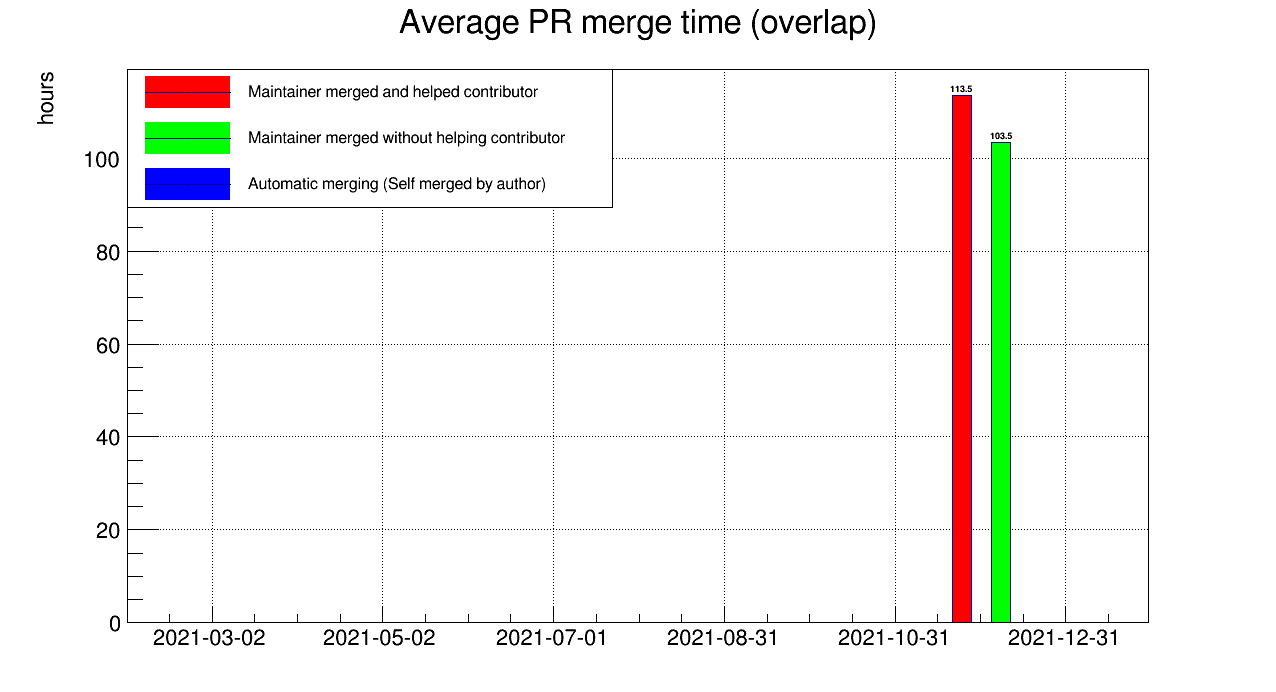 Average PR merge time (overlap)
hours
Maintainer merged and helped contributor
Maintainer merged without helping contributor
Automatic merging (Self merged by author)
113.5
103.5
100
80
60
40
20
0
2021-03-02
2021-05-02
2021-07-01
2021-08-31
2021-10-31
2021-12-31